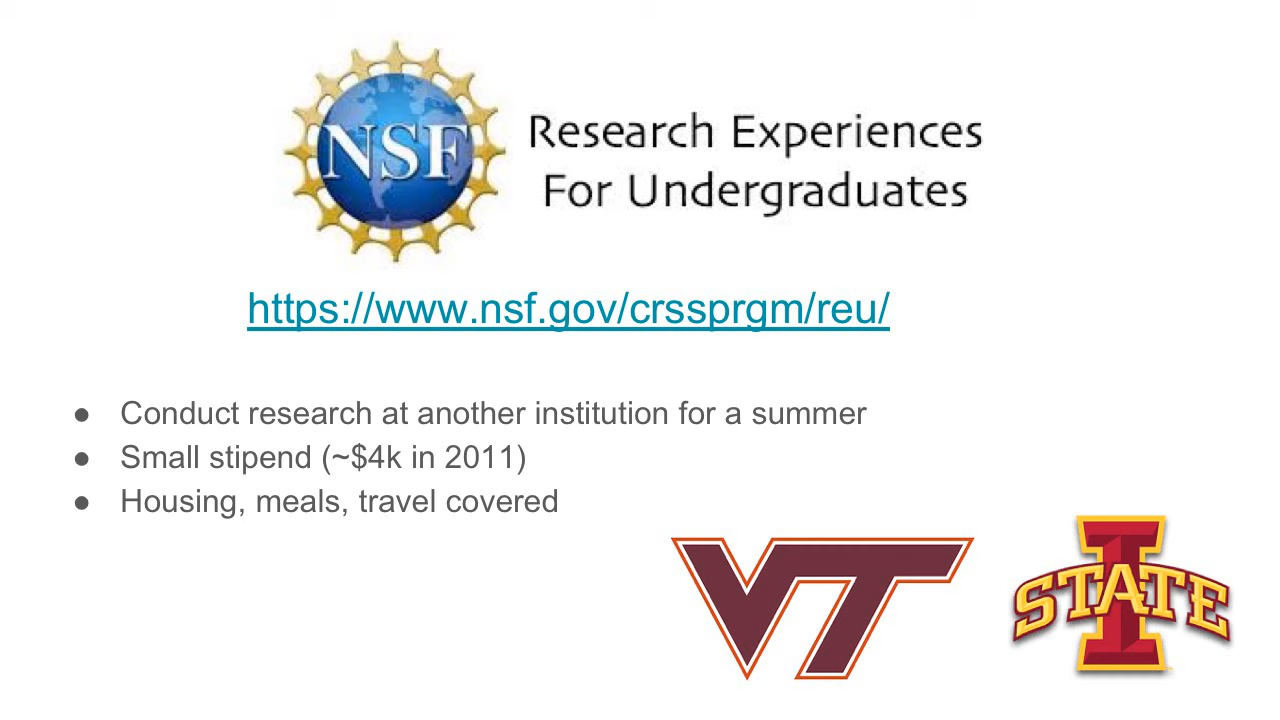 NSF
Research Experiences
For Undergraduates
https://www.nsf.gov/crssprgm/reu/
● Conduct research at another institution for a summer
● Small stipend (~$4k in 2011)
● Housing, meals, travel covered
VT
I
STATE